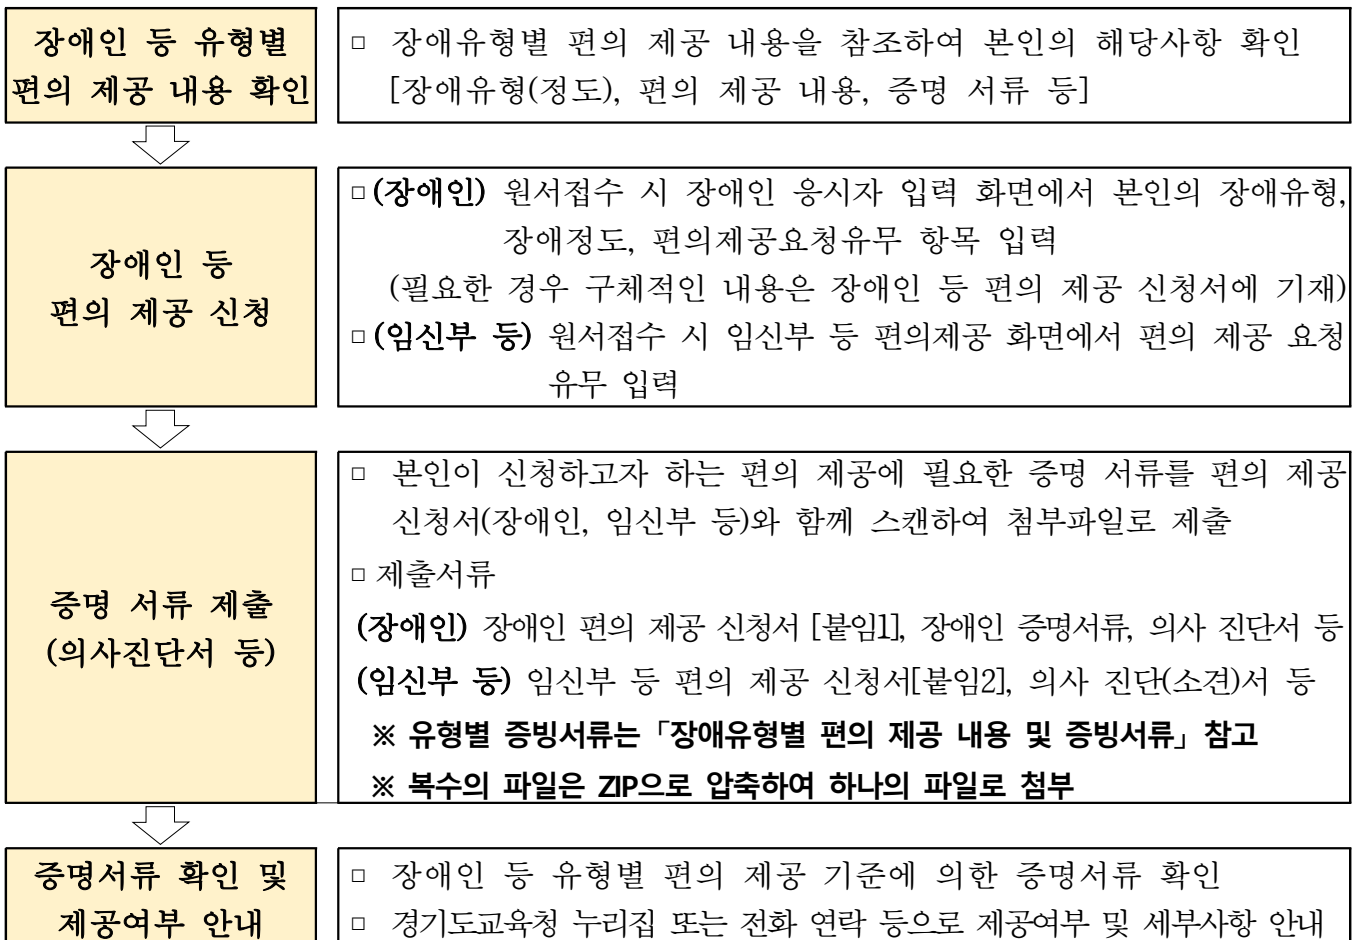 장애인 등 유형별
편의 제공 내용 확인
□ 장애유형별 편의 제공 내용을 참조하여 본인의 해당사항 확인
[장애유형(정도), 편의 제공 내용, 증명 서류 등]
장애인 등
편의 제공 신청
□ (장애인) 원서접수 시 장애인 응시자 입력 화면에서 본인의 장애유형,
장애정도, 편의제공요청유무 항목 입력
(필요한 경우 구체적인 내용은 장애인 등 편의 제공 신청서에 기재)
□ (임신부 등) 원서접수 시 임신부 등 편의제공 화면에서 편의 제공 요청
유무 입력
증명 서류 제출
(의사진단서 등)
□ 본인이 신청하고자 하는 편의 제공에 필요한 증명 서류를 편의 제공
신청서(장애인, 임신부 등)와 함께 스캔하여 첨부파일로 제출
□ 제출서류
(장애인) 장애인 편의 제공 신청서 [붙임1], 장애인 증명서류, 의사 진단서 등
(임신부 등) 임신부 등 편의 제공 신청서[붙임2], 의사 진단(소견)서 등
※ 유형별 증빙서류는「장애유형별 편의 제공 내용 및 증빙서류」참고
※ 복수의 파일은 ZIP으로 압축하여 하나의 파일로 첨부
증명서류 확인 및
제공여부 안내
□ 장애인 등 유형별 편의 제공 기준에 의한 증명서류 확인
□ 경기도교육청 누리집 또는 전화 연락 등으로 제공여부 및 세부사항 안내